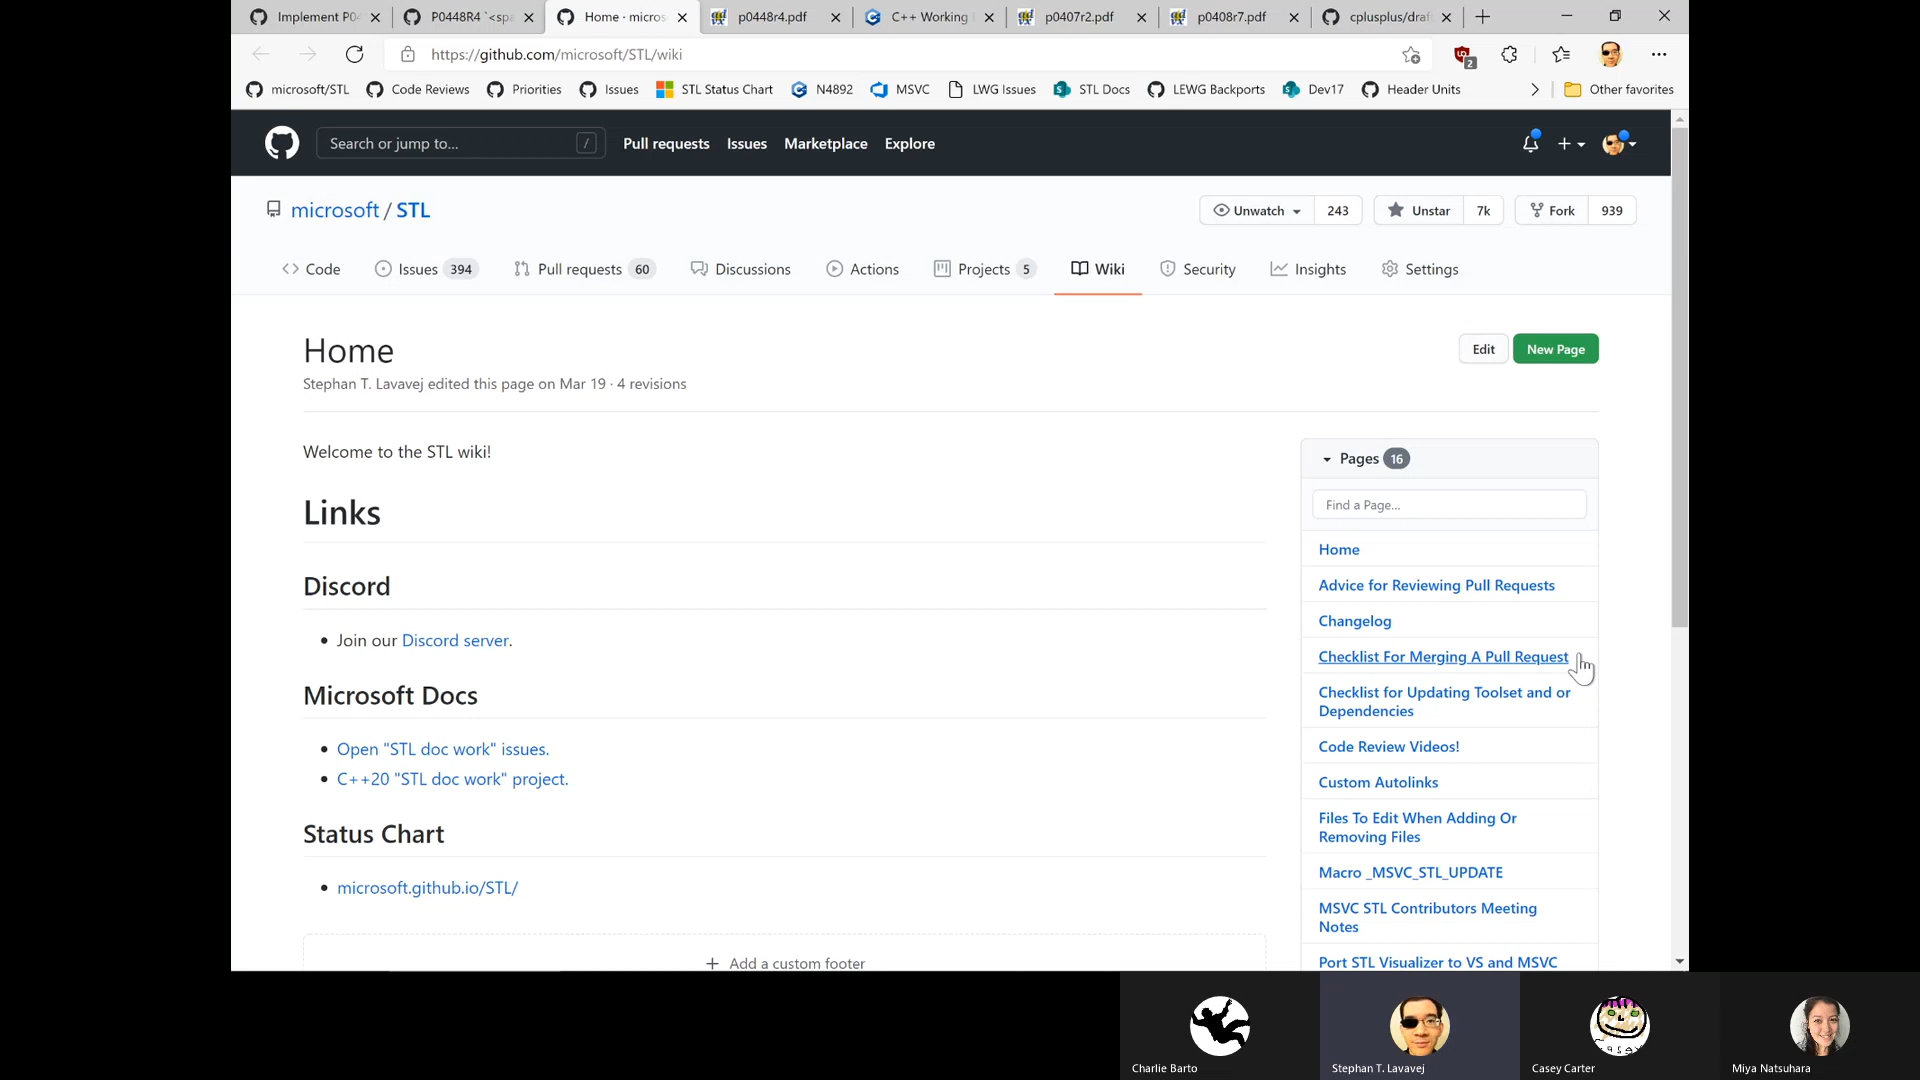 Implement P0
P0448R4 `<spa
Home · micros
p0448r4.pdf
C++ Working
p0407r2.pdf
p0408r7.pdf
cplusplus/draf
https://github.com/microsoft/STL/wiki
2
microsoft/STL
Code Reviews
Priorities
Issues
STL Status Chart
N4892
MSVC
LWG Issues
STL Docs
LEWG Backports
Dev17
Header Units
Other favorites
Search or jump to...
/
Pull requests
Issues
Marketplace
Explore
microsoft / STL
Unwatch
243
Unstar
7k
Fork
939
Code
Issues 394
Pull requests 60
Discussions
Actions
Projects 5
Wiki
Security
Insights
Settings
Home
Edit
New Page
Stephan T. Lavavej edited this page on Mar 19 · 4 revisions
Welcome to the STL wiki!
Links
Discord
Join our Discord server.
Microsoft Docs
Open "STL doc work" issues.
C++20 "STL doc work" project.
Status Chart
microsoft.github.io/STL/
Add a custom footer
Pages 16
Find a Page...
Home
Advice for Reviewing Pull Requests
Changelog
Checklist For Merging A Pull Request
Checklist for Updating Toolset and or
Dependencies
Code Review Videos!
Custom Autolinks
Files To Edit When Adding Or
Removing Files
Macro _MSVC_STL_UPDATE
MSVC STL Contributors Meeting
Notes
Port STL Visualizer to VS and MSVC
Charlie Barto
Stephan T. Lavavej
Casey Carter
Miya Natsuhara